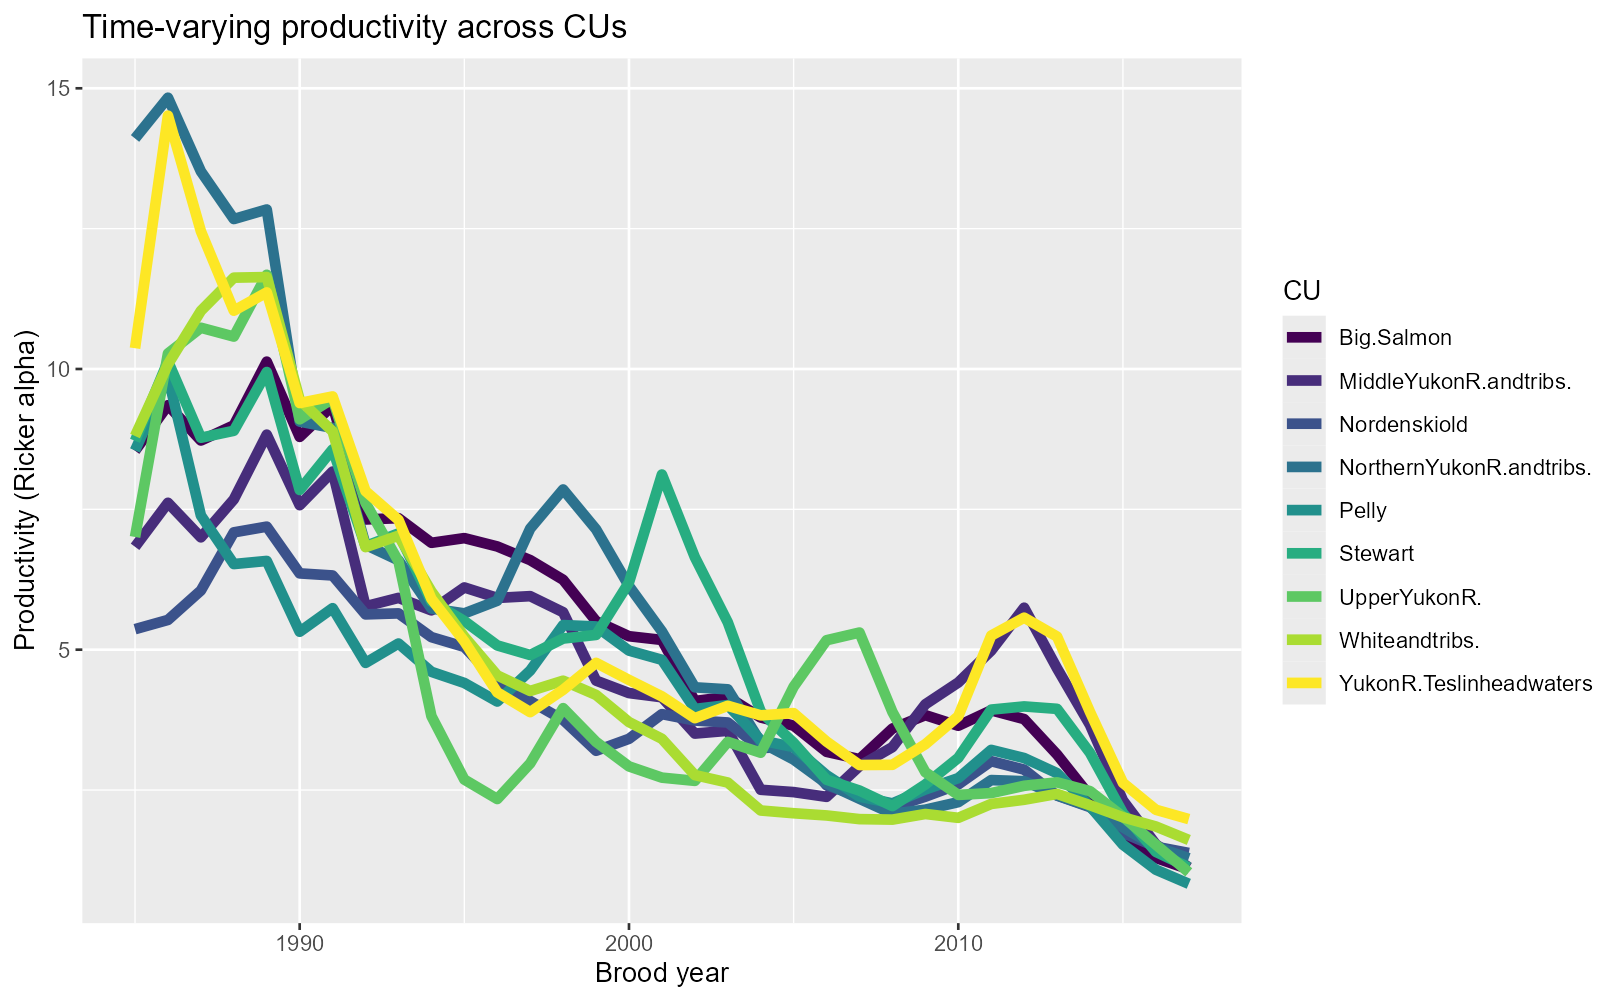 Time-varying productivity across CUs
Productivity (Ricker alpha)
15
10
5
1990
2000
2010
Brood year
CU
Big.Salmon
MiddleYukonR.andtribs.
Nordenskiold
NorthernYukonR.andtribs.
Pelly
Stewart
UpperYukonR.
Whiteandtribs.
YukonR.Teslinheadwaters